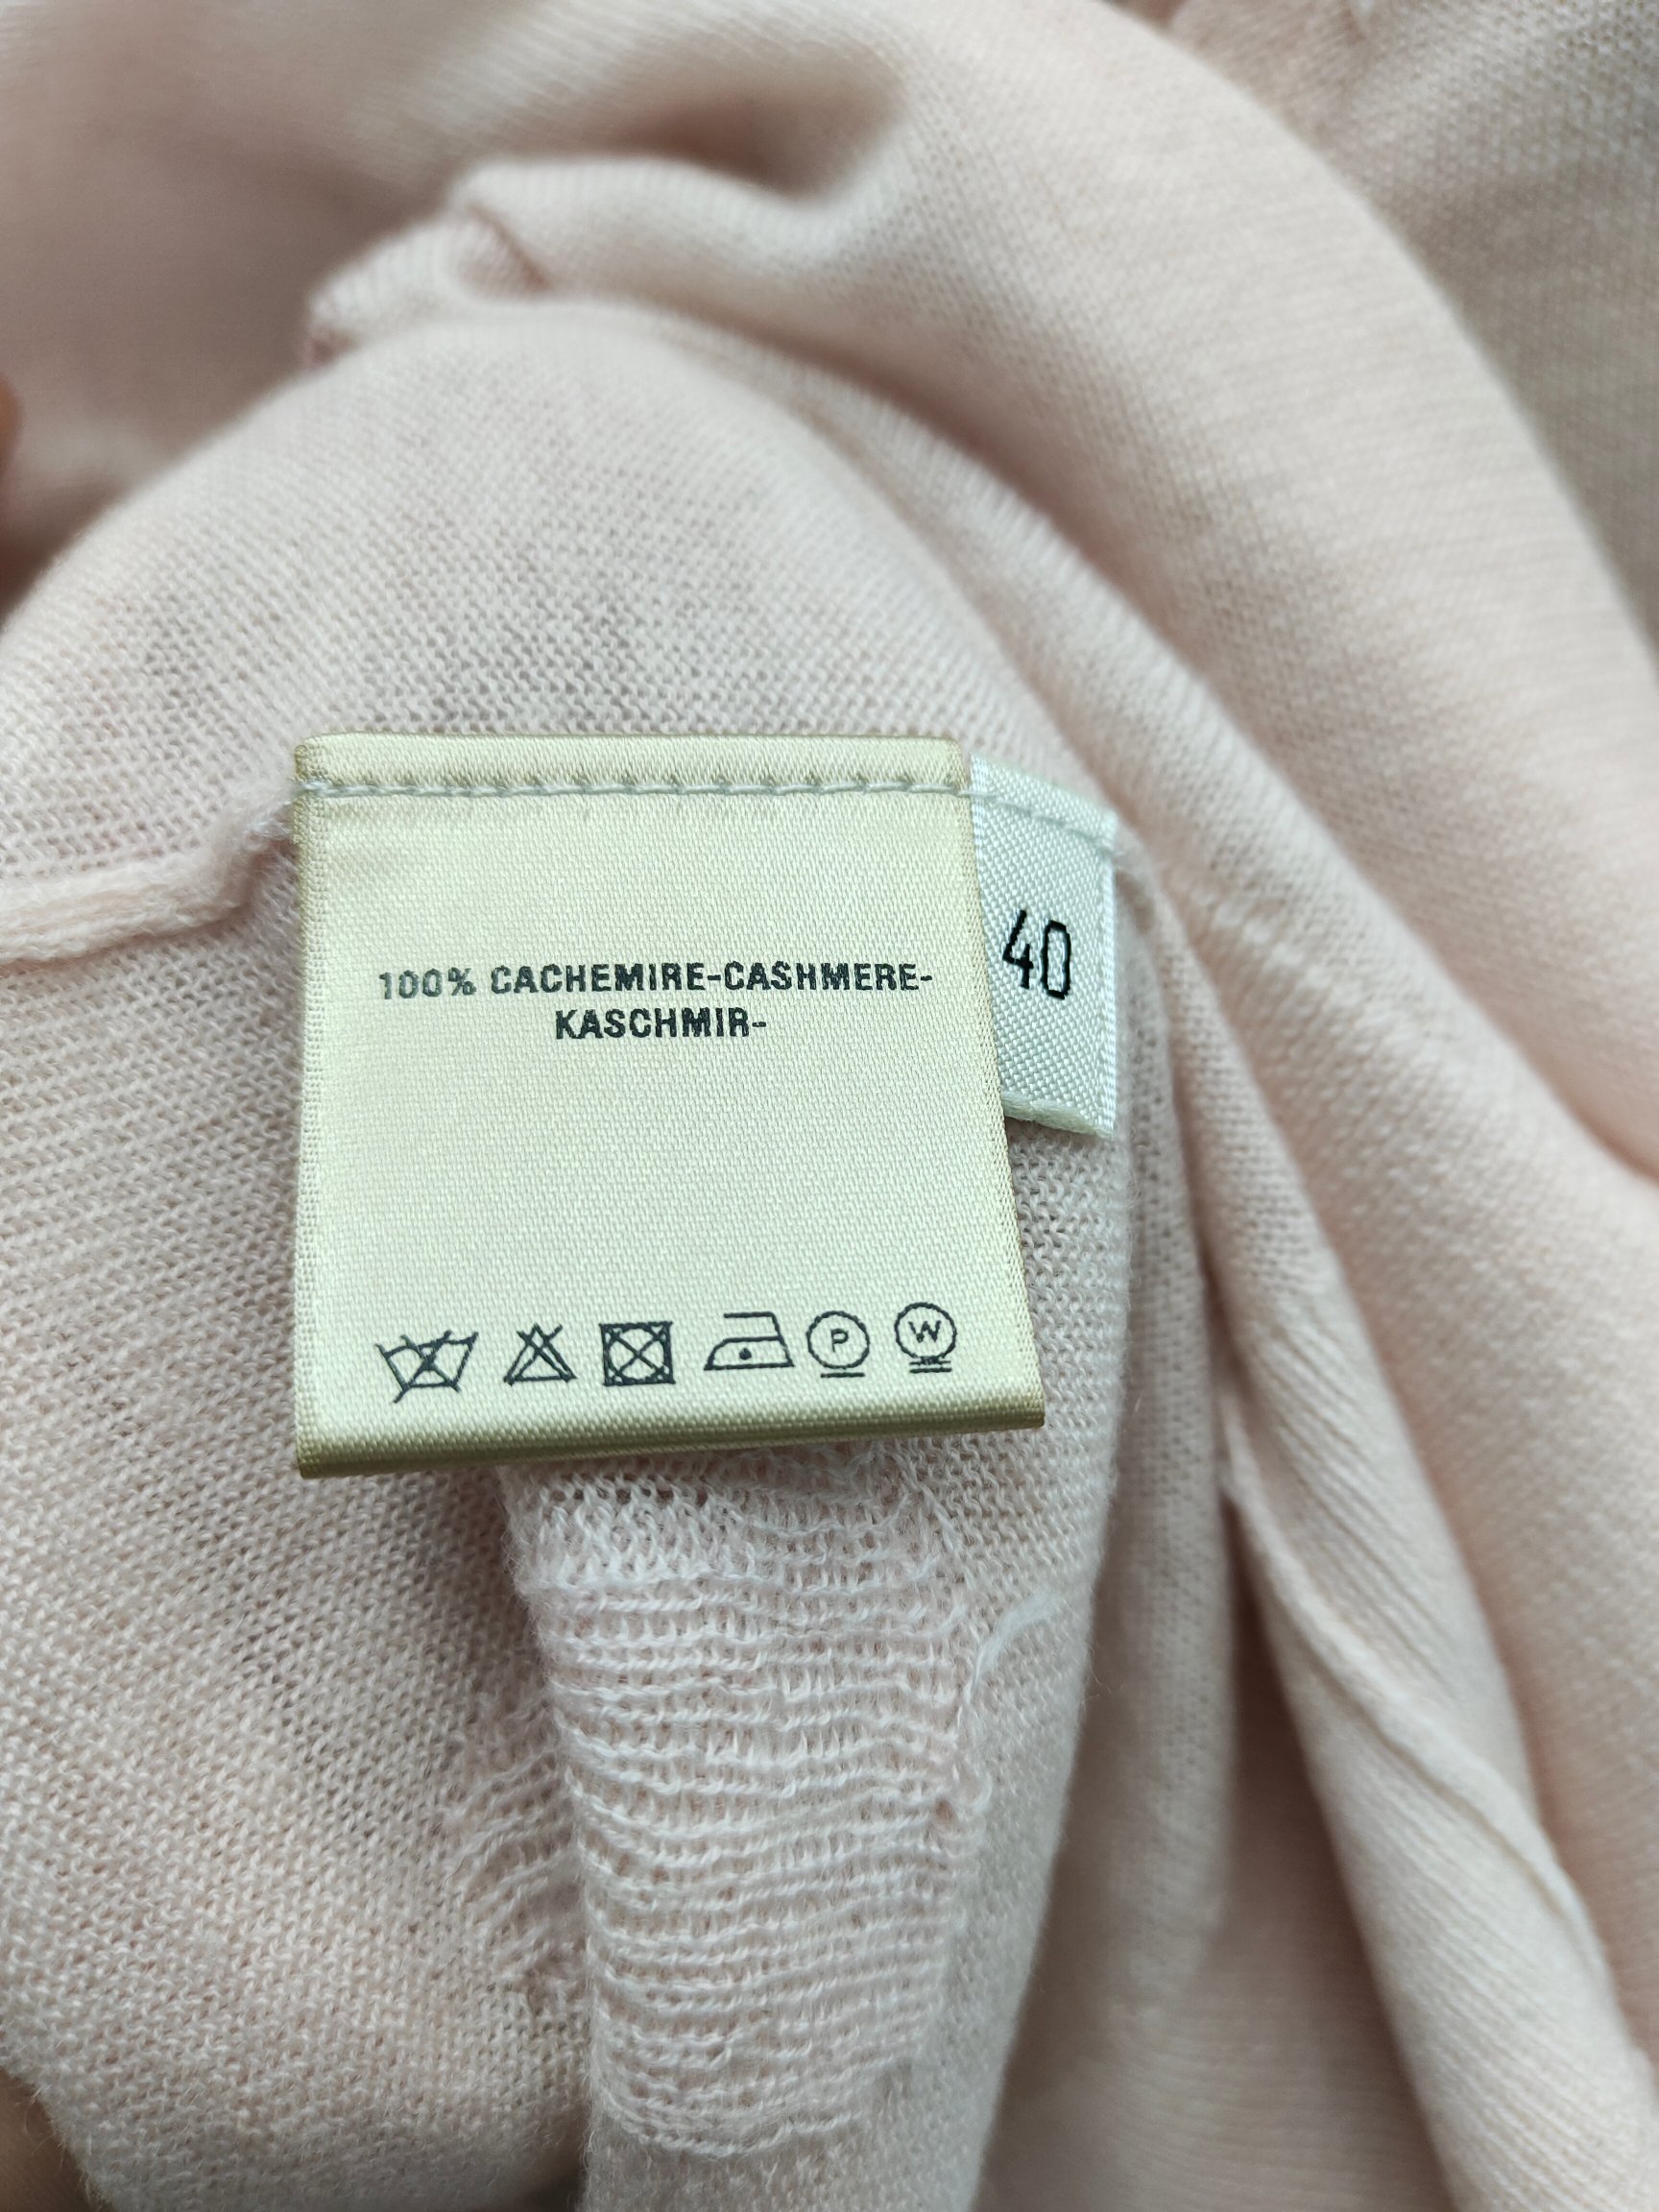 100% CACHEMIRE-CASHMERE-
KASCHMIR-
40
P
W